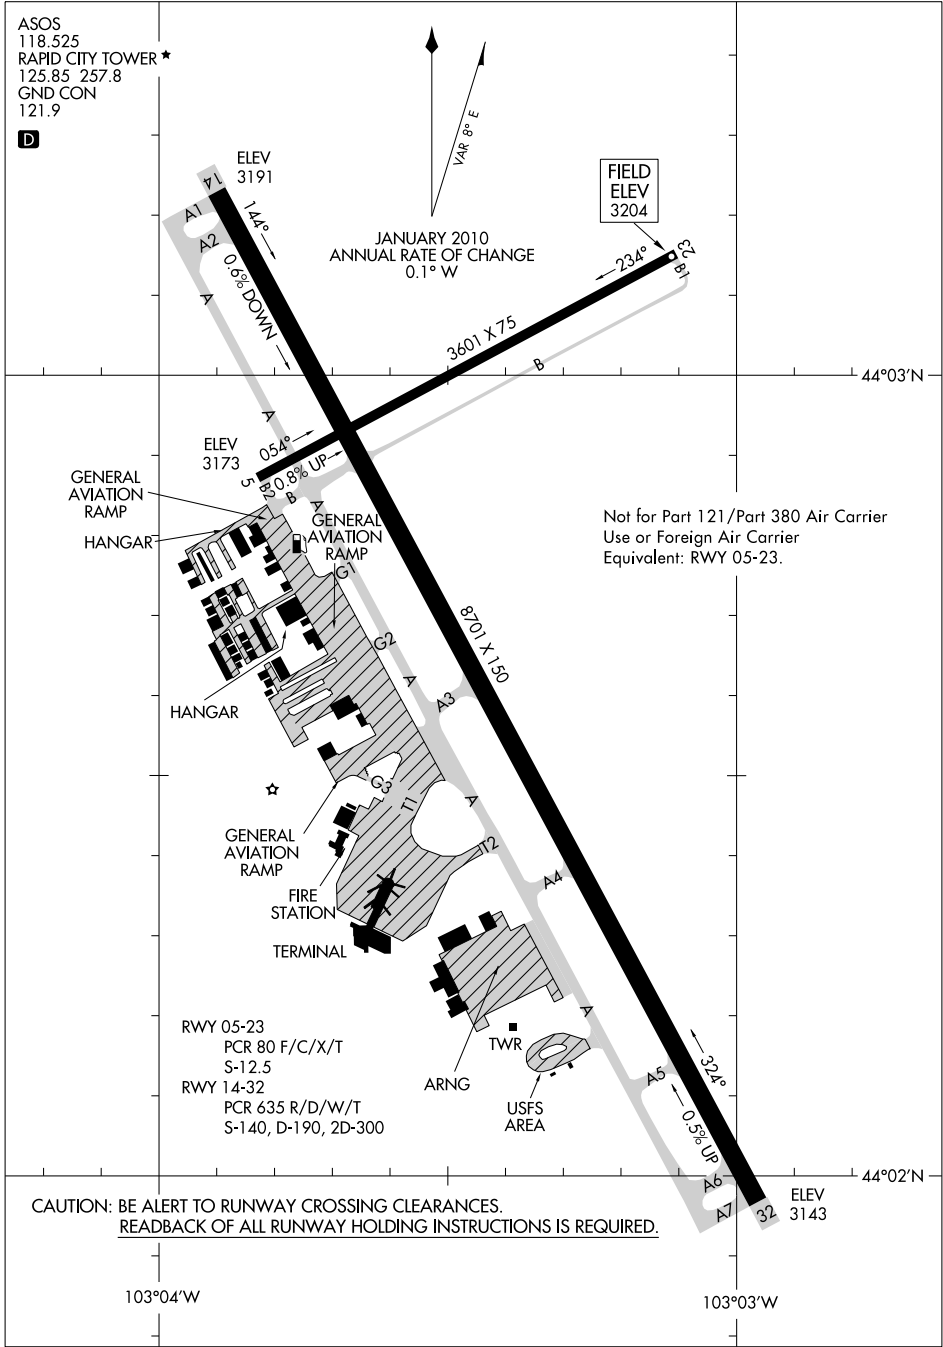 ASOS
118.525
RAPID CITY TOWER
125.85 257.8
GND CON
121.9
D
VAR 8° E
JANUARY 2010
ANNUAL RATE OF CHANGE
0.1° W
ELEV
3191
14
144°
A1
A2
0.6% DOWN
A
FIELD
ELEV
3204
23
234°
B1
3601 X 75
B
44°03'N
A
ELEV
3173
054°
5
0.8% UP
B2
B
A
GENERAL
AVIATION
RAMP
HANGAR
GENERAL
AVIATION
RAMP
Not for Part 121/Part 380 Air Carrier
Use or Foreign Air Carrier
Equivalent: RWY 05-23.
G1
G2
8701 X 150
A
A3
HANGAR
G3
T1
A
GENERAL
AVIATION
RAMP
T2
A4
FIRE
STATION
TERMINAL
A
TWR
ARNG
USFS
AREA
RWY 05-23
PCR 80 F/C/X/T
S-12.5
RWY 14-32
PCR 635 R/D/W/T
S-140, D-190, 2D-300
324°
A5
0.5% UP
44°02'N
A6
A7
32
ELEV
3143
CAUTION: BE ALERT TO RUNWAY CROSSING CLEARANCES.
READBACK OF ALL RUNWAY HOLDING INSTRUCTIONS IS REQUIRED.
103°04'W
103°03'W